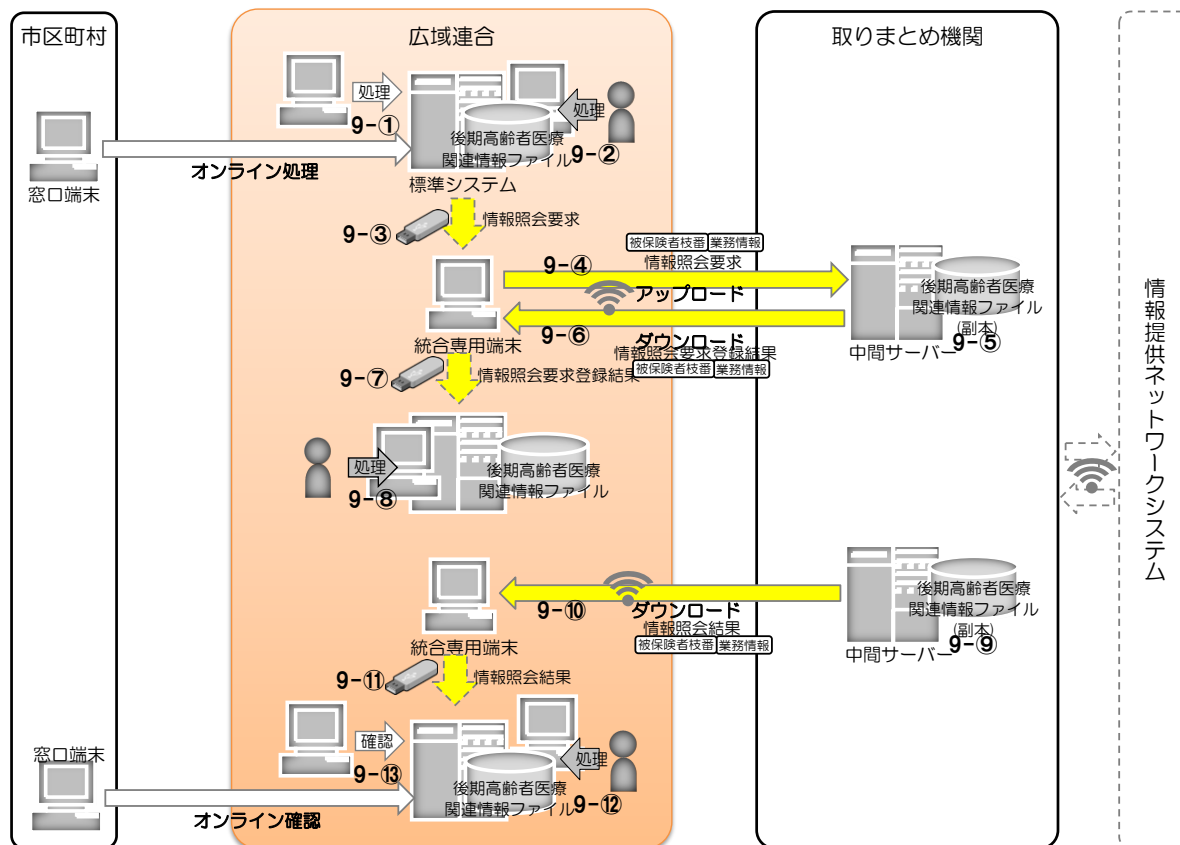 市区町村
広域連合
取りまとめ機関
処理
9-①
処理
9-②
後期高齢者医療
関連情報ファイル
標準システム
窓口端末
オンライン処理
9-③
情報照会要求
被保険者枝番 業務情報
9-④
情報照会要求
アップロード
9-⑥
ダウンロード
情報照会要求登録結果
被保険者枝番 業務情報
統合専用端末
後期高齢者医療
関連情報ファイル
(副本)
9-⑤
中間サーバー
情報提供ネットワークシステム
9-⑦
情報照会要求登録結果
処理
9-⑧
後期高齢者医療
関連情報ファイル
9-⑩
ダウンロード
情報照会結果
被保険者枝番 業務情報
統合専用端末
後期高齢者医療
関連情報ファイル
(副本)
9-⑨
中間サーバー
9-⑪
情報照会結果
確認
9-⑬
処理
9-⑫
後期高齢者医療
関連情報ファイル
窓口端末
オンライン確認